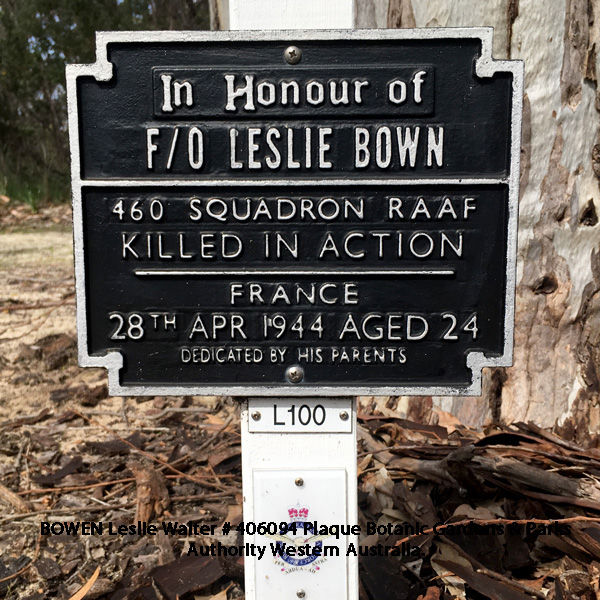 In Honour of
F/O LESLIE BOWN
460 SQUADRON RAAF
KILLED IN ACTION
FRANCE
28TH APR 1944 AGED 24
DEDICATED BY HIS PARENTS
L100
BOWEN Leslie Walter # 406094 Plaque Botanic Gardens & Parks
Authority Western Australia.